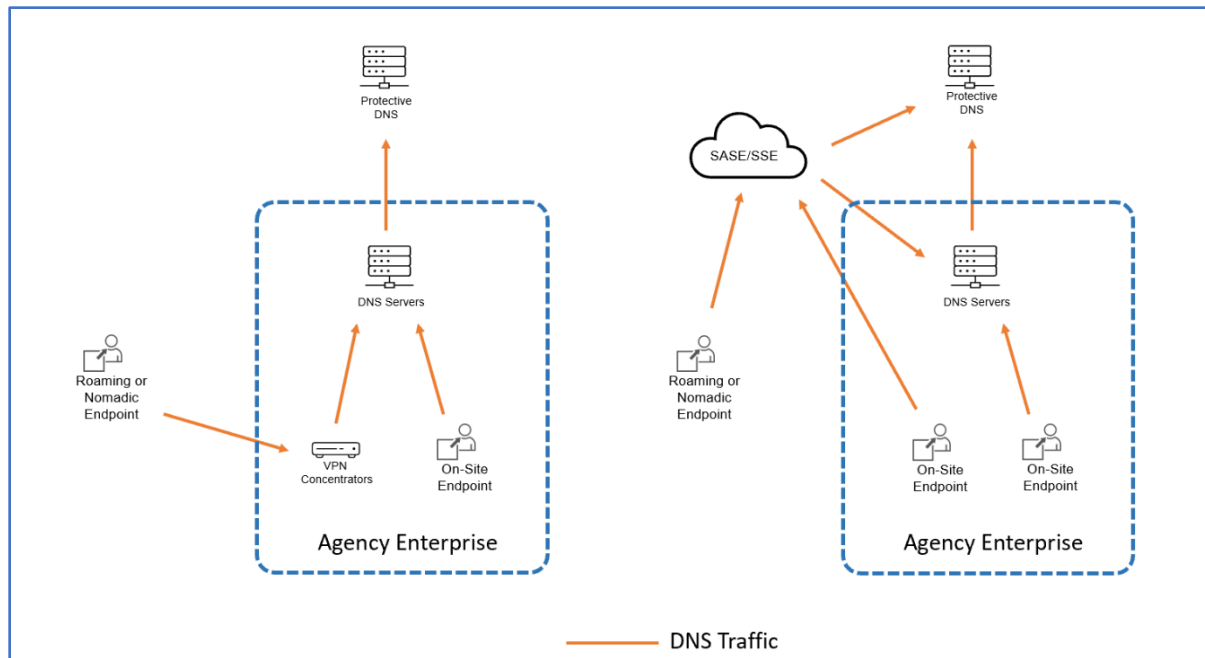 Protective
DNS
DNS Servers
Roaming or
Nomadic
Endpoint
VPN
Concentrators
On-Site
Endpoint
Agency Enterprise
Protective
DNS
SASE/SSE
DNS Servers
Roaming or
Nomadic
Endpoint
On-Site
Endpoint
On-Site
Endpoint
Agency Enterprise
DNS Traffic